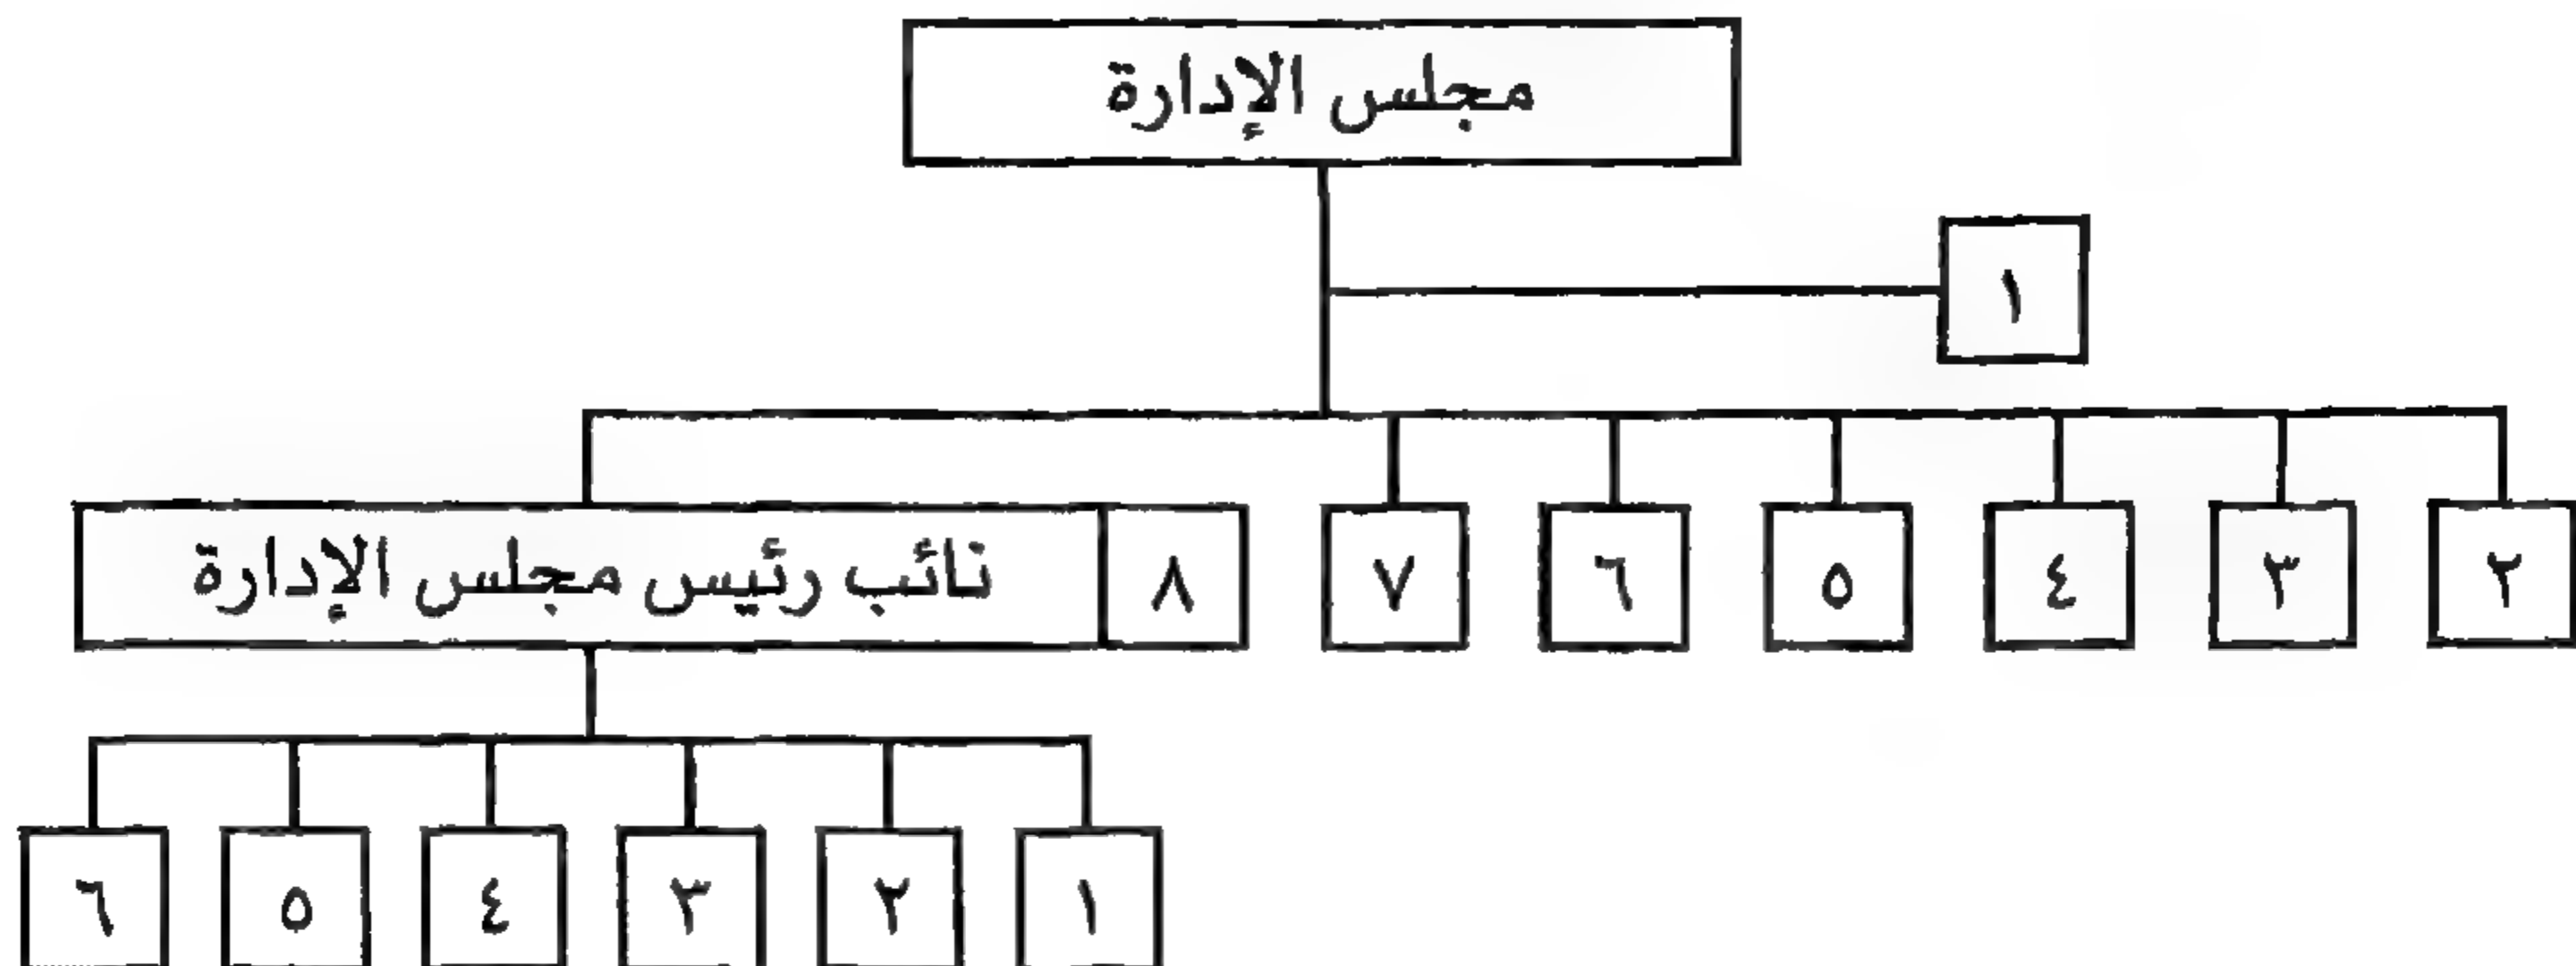 مجلس الإدارة
١
٢ ٣ ٤ ٥ ٦ ٧ ٨ نائب رئيس مجلس الإدارة
١ ٢ ٣ ٤ ٥ ٦